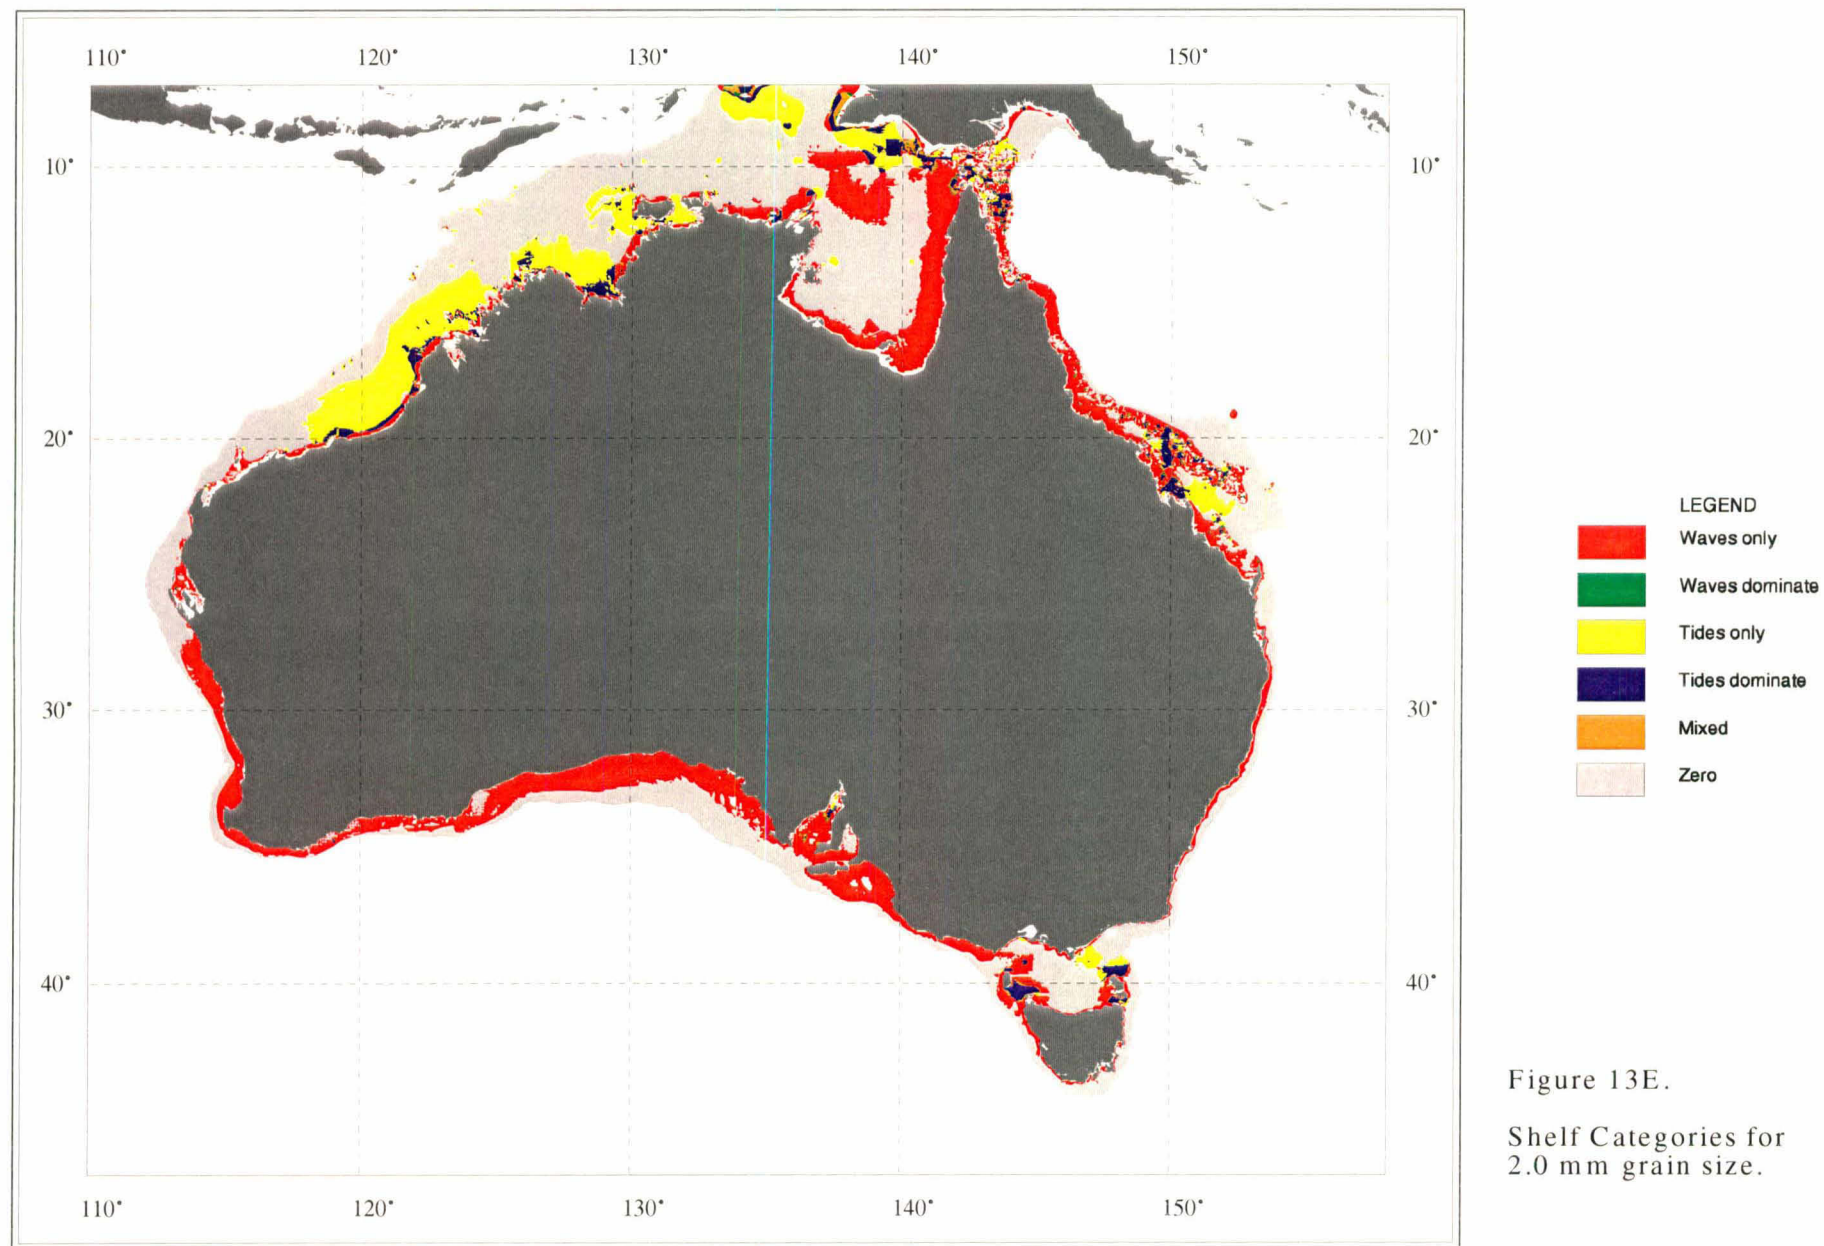 110° 120° 130° 140° 150°
10° 10°
20° 20°
30° 30°
40° 40°
110° 120° 130° 140° 150°
LEGEND
Waves only
Waves dominate
Tides only
Tides dominate
Mixed
Zero
Figure 13E.
Shelf Categories for
2.0 mm grain size.